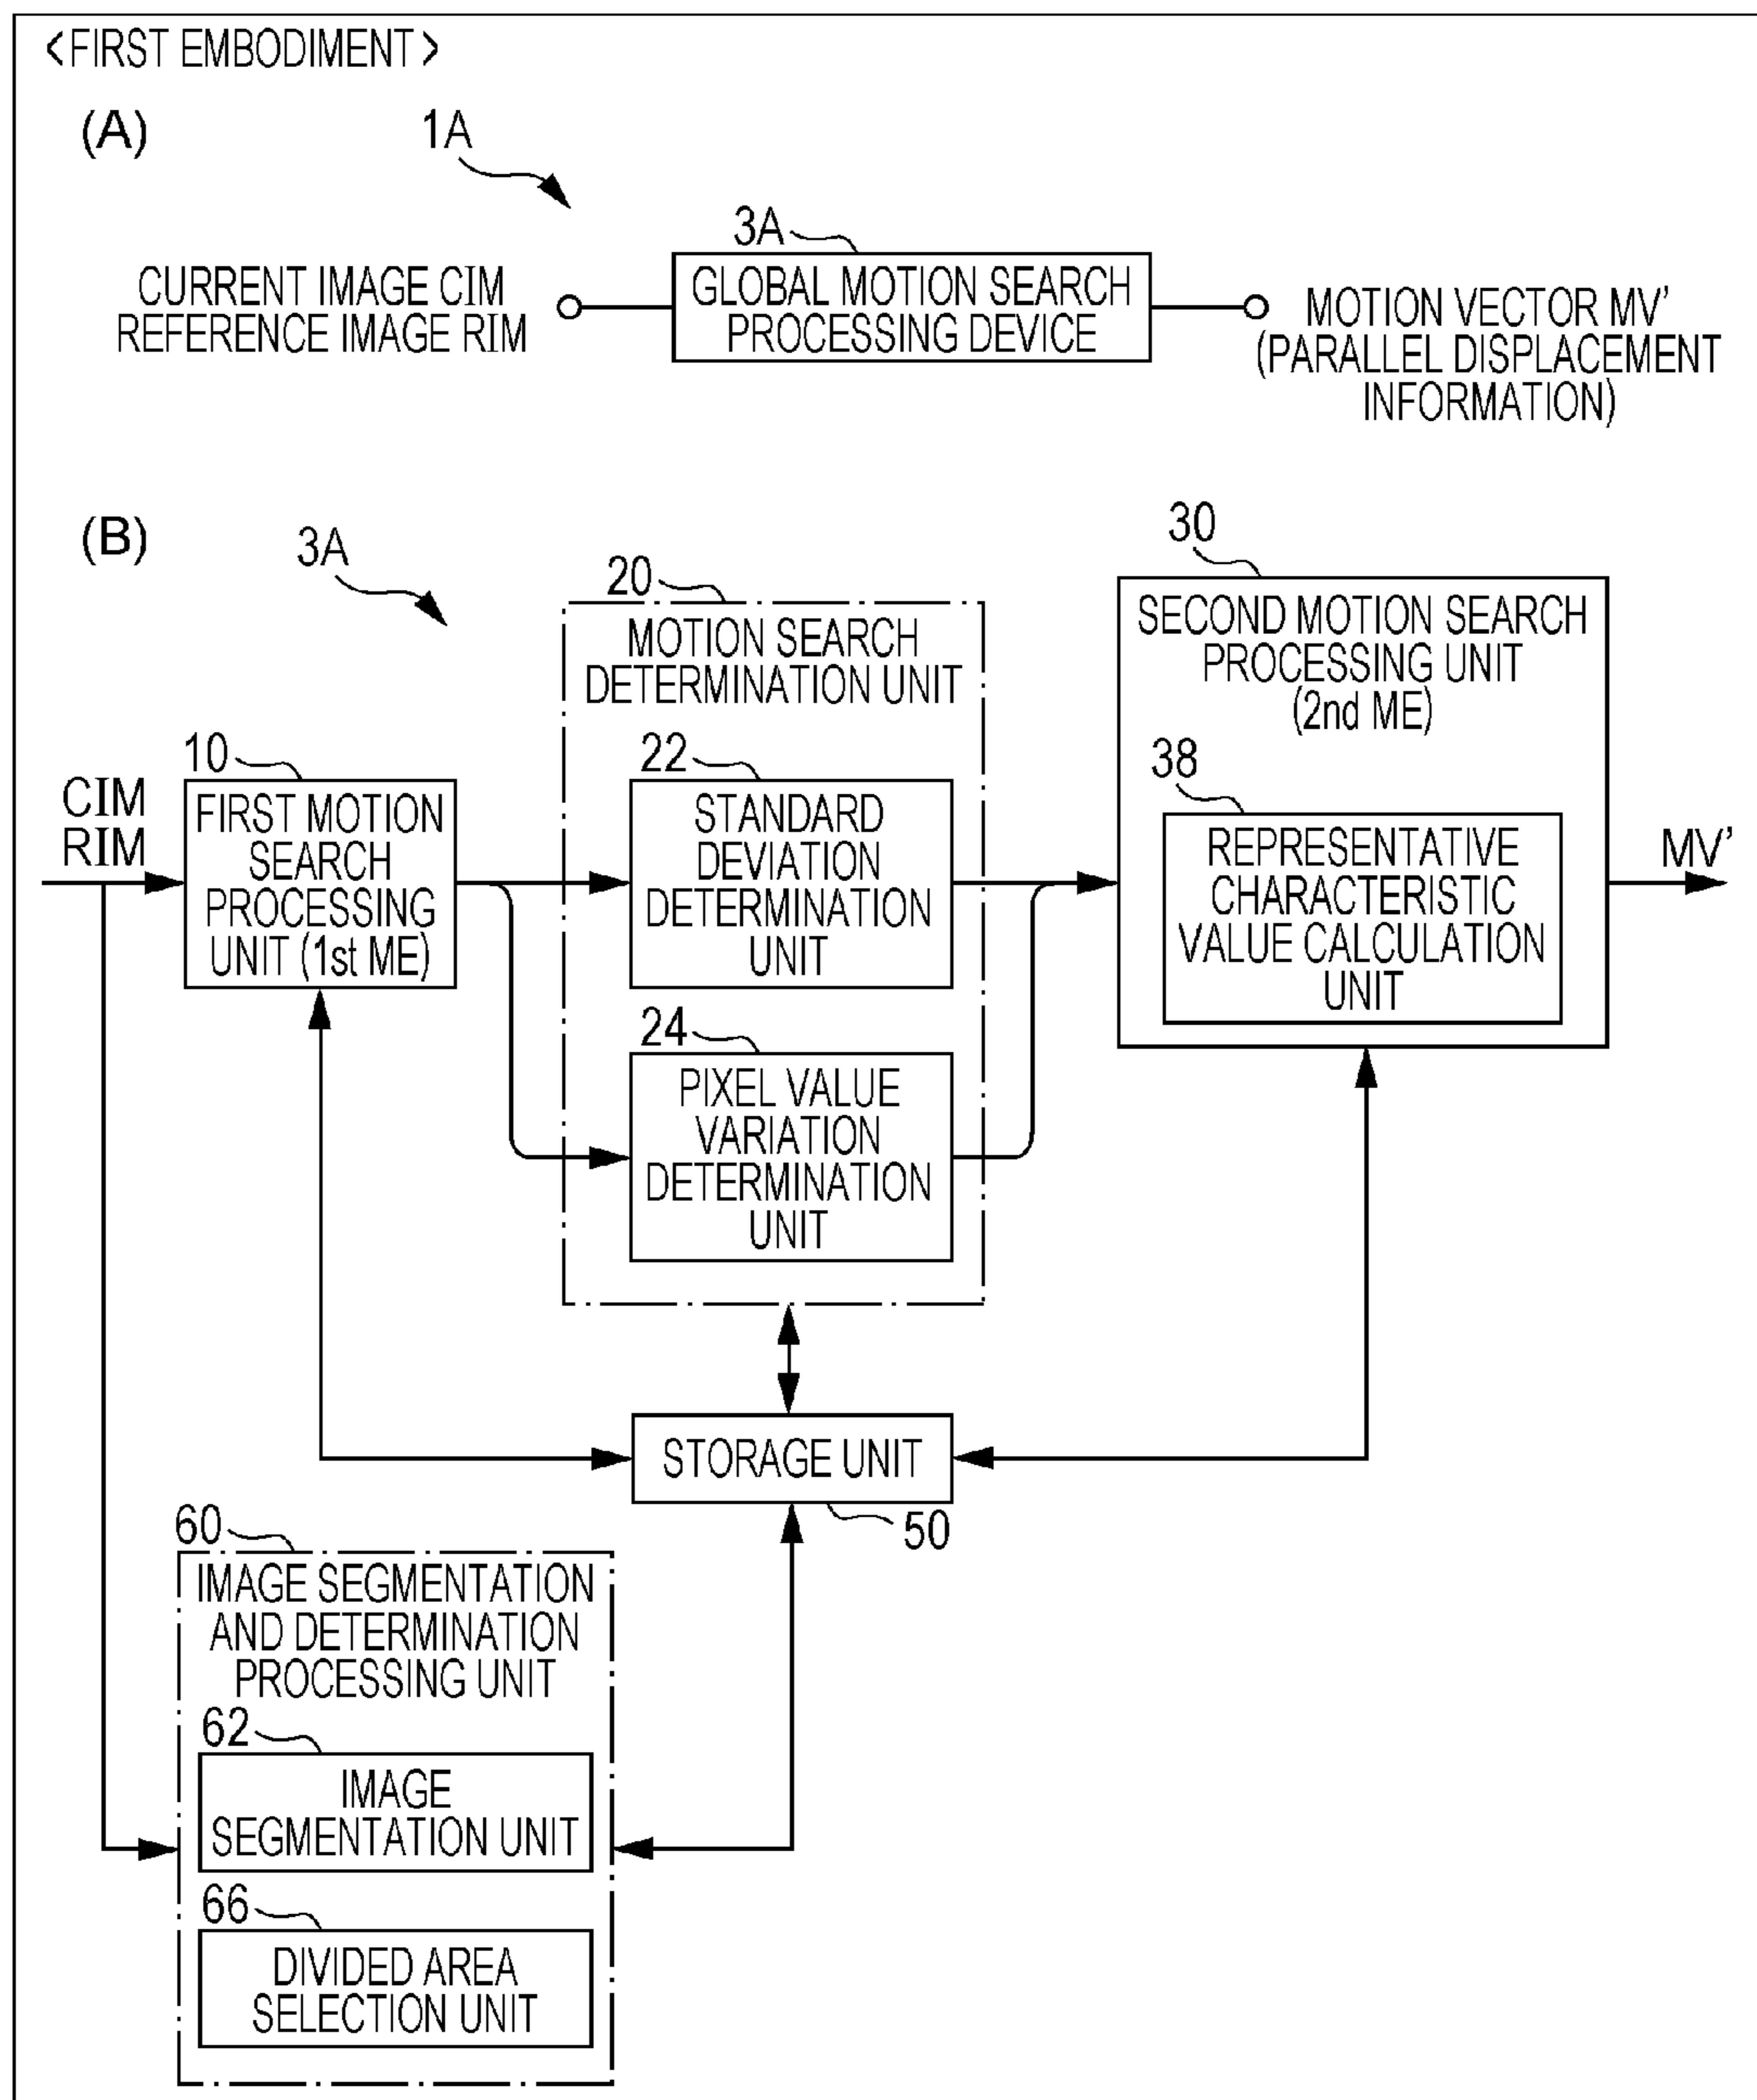 <FIRST EMBODIMENT>
(A)
1A
3A
CURRENT IMAGE CIM
REFERENCE IMAGE RIM
GLOBAL MOTION SEARCH
PROCESSING DEVICE
MOTION VECTOR MV'
(PARALLEL DISPLACEMENT
INFORMATION)
(B)
3A
20
MOTION SEARCH
DETERMINATION UNIT
30
SECOND MOTION SEARCH
PROCESSING UNIT
(2nd ME)
CIM
RIM
10
FIRST MOTION
SEARCH
PROCESSING
UNIT (1st ME)
22
STANDARD
DEVIATION
DETERMINATION
UNIT
38
REPRESENTATIVE
CHARACTERISTIC
VALUE CALCULATION
UNIT
MV'
24
PIXEL VALUE
VARIATION
DETERMINATION
UNIT
STORAGE UNIT
50
60
IMAGE SEGMENTATION
AND DETERMINATION
PROCESSING UNIT
62
IMAGE
SEGMENTATION UNIT
66
DIVIDED AREA
SELECTION UNIT